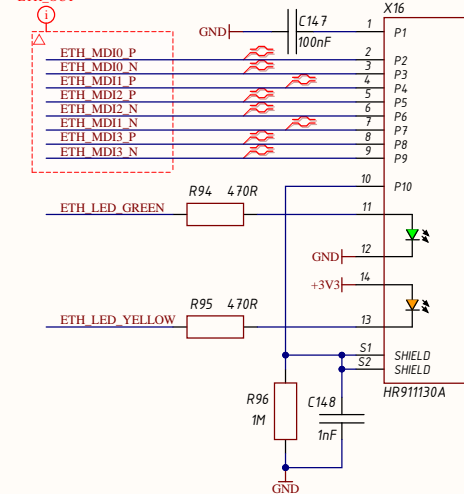 X16
C147
GND
100nF
1 P1
ETH_MDI0_P 2 P2
ETH_MDI0_N 3 P3
ETH_MDI1_P 4 P4
ETH_MDI2_P 5 P5
ETH_MDI2_N 6 P6
ETH_MDI1_N 7 P7
ETH_MDI3_P 8 P8
ETH_MDI3_N 9 P9
10 P10
R94 470R
ETH_LED_GREEN 11
GND 12
+3V3 14
R95 470R
ETH_LED_YELLOW 13
S1 SHIELD
S2 SHIELD
HR911130A
R96
1M
C148
1nF
GND